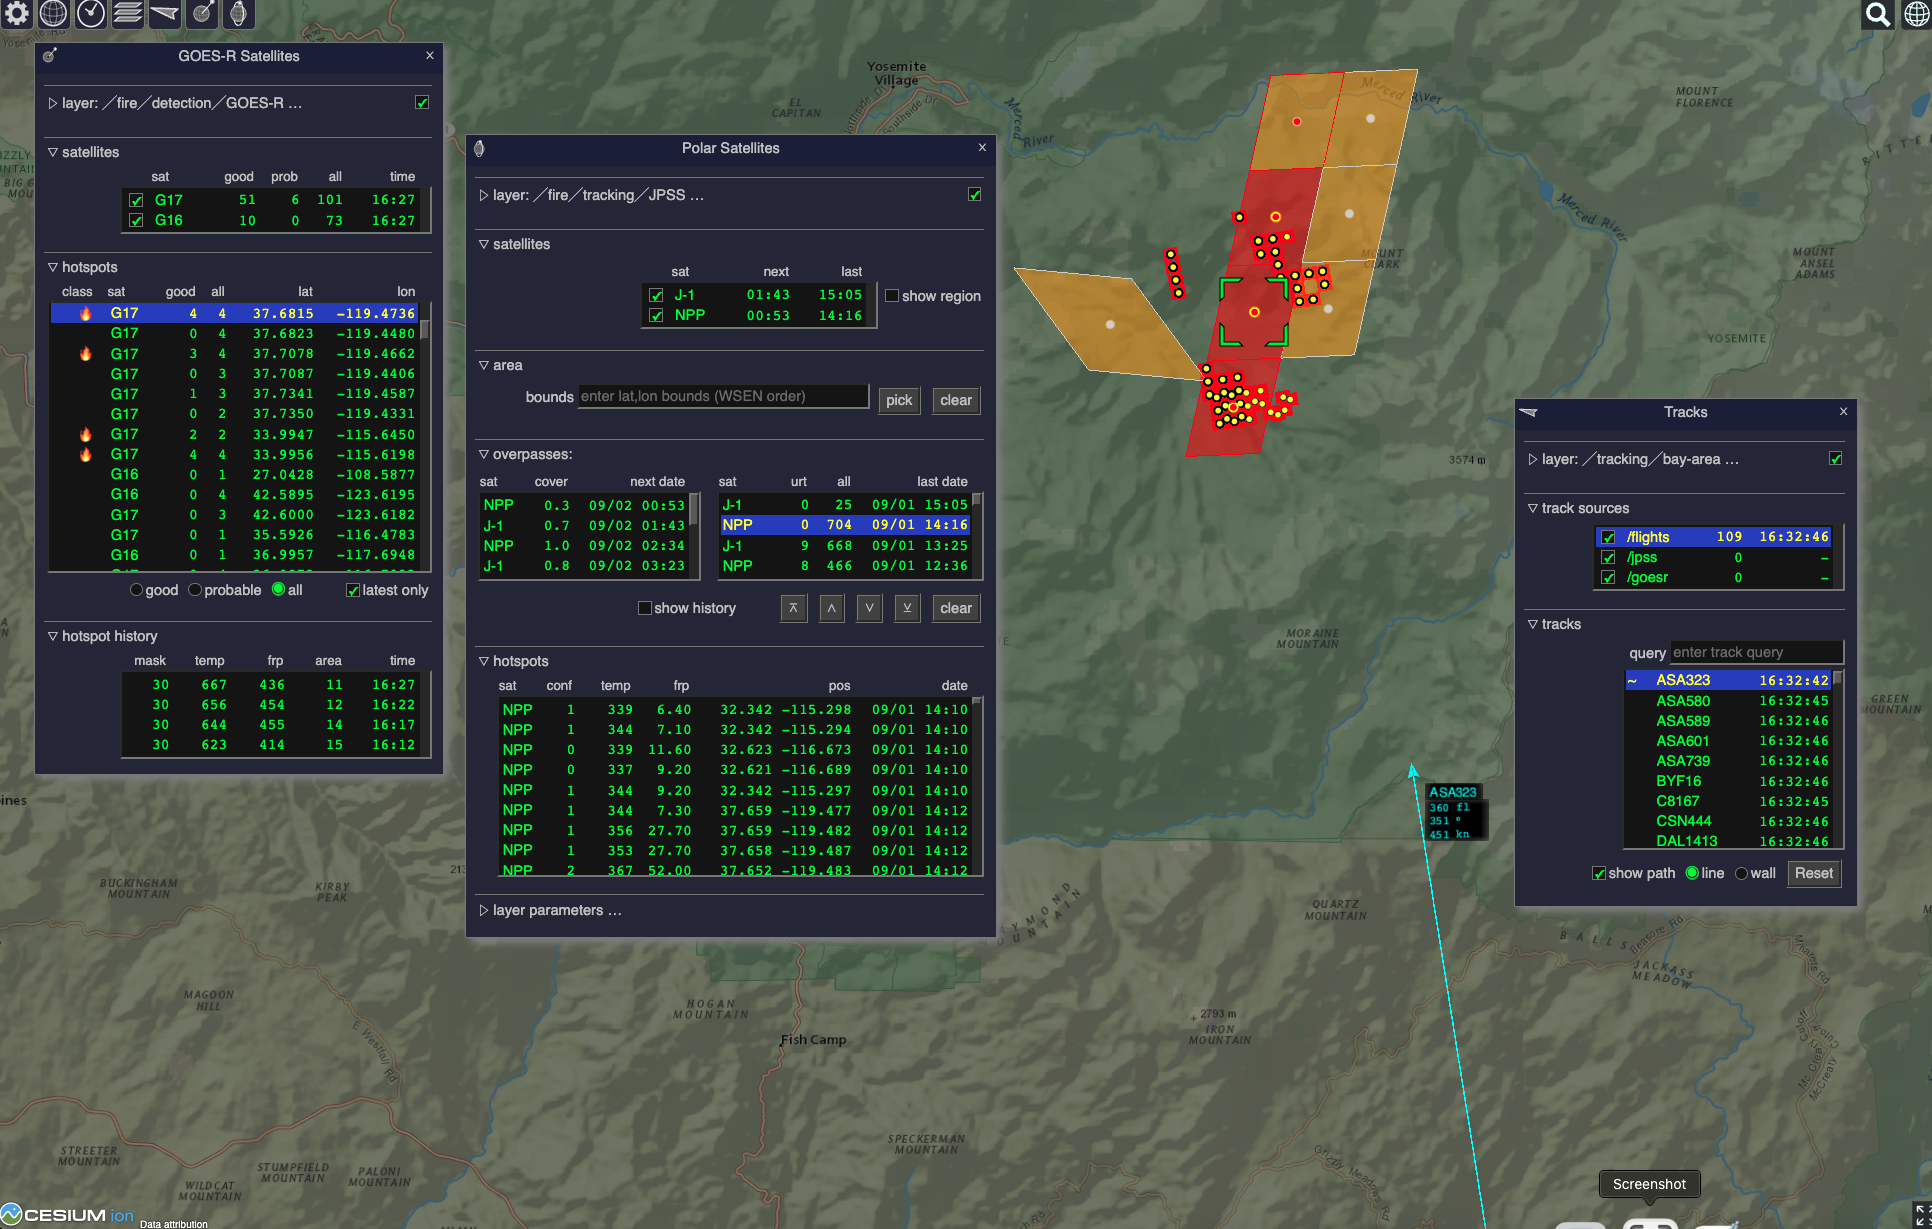 GOES-R Satellites x
layer: /fire/detection/GOES-R ...
satellites
sat good prob all time
G17 51 6 101 16:27
G16 10 0 73 16:27
hotspots
class sat good all lat lon
G17 4 4 37.6815 -119.4736
G17 0 4 37.6823 -119.4480
G17 3 4 37.7078 -119.4662
G17 0 3 37.7087 -119.4406
G17 1 3 37.7341 -119.4587
G17 0 2 37.7350 -119.4331
G17 2 2 33.9947 -115.6450
G17 4 4 33.9956 -115.6198
G16 0 1 27.0428 -108.5877
G16 0 4 42.5895 -123.6195
G17 0 3 42.6000 -123.6182
G17 0 1 35.5926 -116.4783
G16 0 1 36.9957 -117.6948
good probable all latest only
hotspot history
mask temp frp area time
30 667 436 11 16:27
30 656 454 12 16:22
30 644 455 14 16:17
30 623 414 15 16:12
Polar Satellites x
layer: /fire/tracking/JPSS ...
satellites
sat next last
J-1 01:43 15:05
NPP 00:53 14:16
show region
area
bounds enter lat,lon bounds (WSEN order) pick clear
overpasses:
sat cover next date
NPP 0.3 09/02 00:53
J-1 0.7 09/02 01:43
NPP 1.0 09/02 02:34
J-1 0.8 09/02 03:23
sat urt all last date
J-1 0 25 09/01 15:05
NPP 0 704 09/01 14:16
J-1 9 668 09/01 13:25
NPP 8 466 09/01 12:36
show history clear
hotspots
sat conf temp frp pos date
NPP 1 339 6.40 32.342 -115.298 09/01 14:10
NPP 1 344 7.10 32.342 -115.294 09/01 14:10
NPP 0 339 11.60 32.623 -116.673 09/01 14:10
NPP 0 337 9.20 32.621 -116.689 09/01 14:10
NPP 1 344 9.20 32.342 -115.297 09/01 14:10
NPP 1 344 7.30 37.659 -119.477 09/01 14:12
NPP 1 356 27.70 37.659 -119.482 09/01 14:12
NPP 1 353 27.70 37.658 -119.487 09/01 14:12
NPP 2 367 52.00 37.652 -119.483 09/01 14:12
layer parameters ...
Tracks x
layer: /tracking/bay-area ...
track sources
/flights 109 16:32:46
/jpss 0 –
/goesr 0 –
tracks
query enter track query
~ ASA323 16:32:42
ASA580 16:32:45
ASA589 16:32:46
ASA601 16:32:46
ASA739 16:32:46
BYF16 16:32:46
C8167 16:32:45
CSN444 16:32:46
DAL1413 16:32:46
show path line wall Reset
Yosemite
Village
EL
CAPITAN
Southside Dr
Merced
River
Merced River
MOUNT
FLORENCE
Merced
River
MOUNT
CLARK
MOUNT
ANSEL
ADAMS
YOSEMITE
3574 m
MORAINE
MOUNTAIN
GREEN
MOUNTAIN
ASA323
360 fl
351 °
451 kn
BUCKINGHAM
MOUNTAIN
KIRBY
PEAK
QUARTZ
MOUNTAIN
BALLS
Beasore Rd
JACKASS
MEADOW
MAGOON
HILL
HOGAN
MOUNTAIN
2793 m
IRON
MOUNTAIN
Fish Camp
E Westfall Rd
SPECKERMAN
MOUNTAIN
STREETER
MOUNTAIN
STUMPFIELD
MOUNTAIN
PALONI
MOUNTAIN
WILDCAT
MOUNTAIN
Grizzly Meadows Rd
Screenshot
CESIUM ion Data attribution